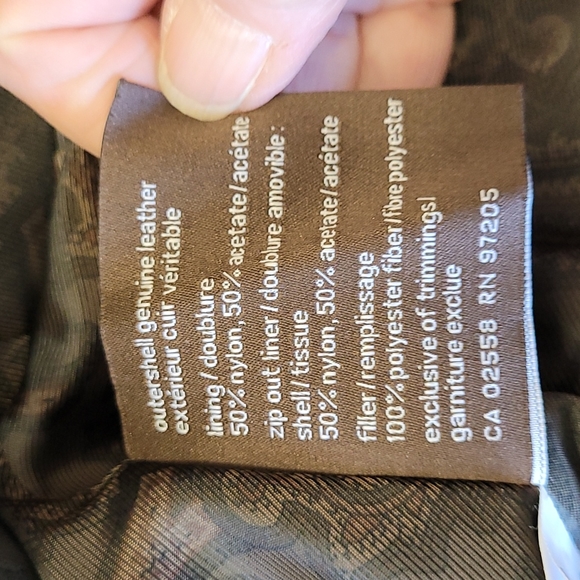 outershell genuine leather
extérieur cuir véritable
lining / doublure
50% nylon, 50% acetate / acétate
zip out liner / doublure amovible :
shell / tissue
50% nylon, 50% acetate / acétate
filler / remplissage
100% polyester fiber / fibre polyester
exclusive of trimmings!
garniture exclue
CA 02558 RN 97205